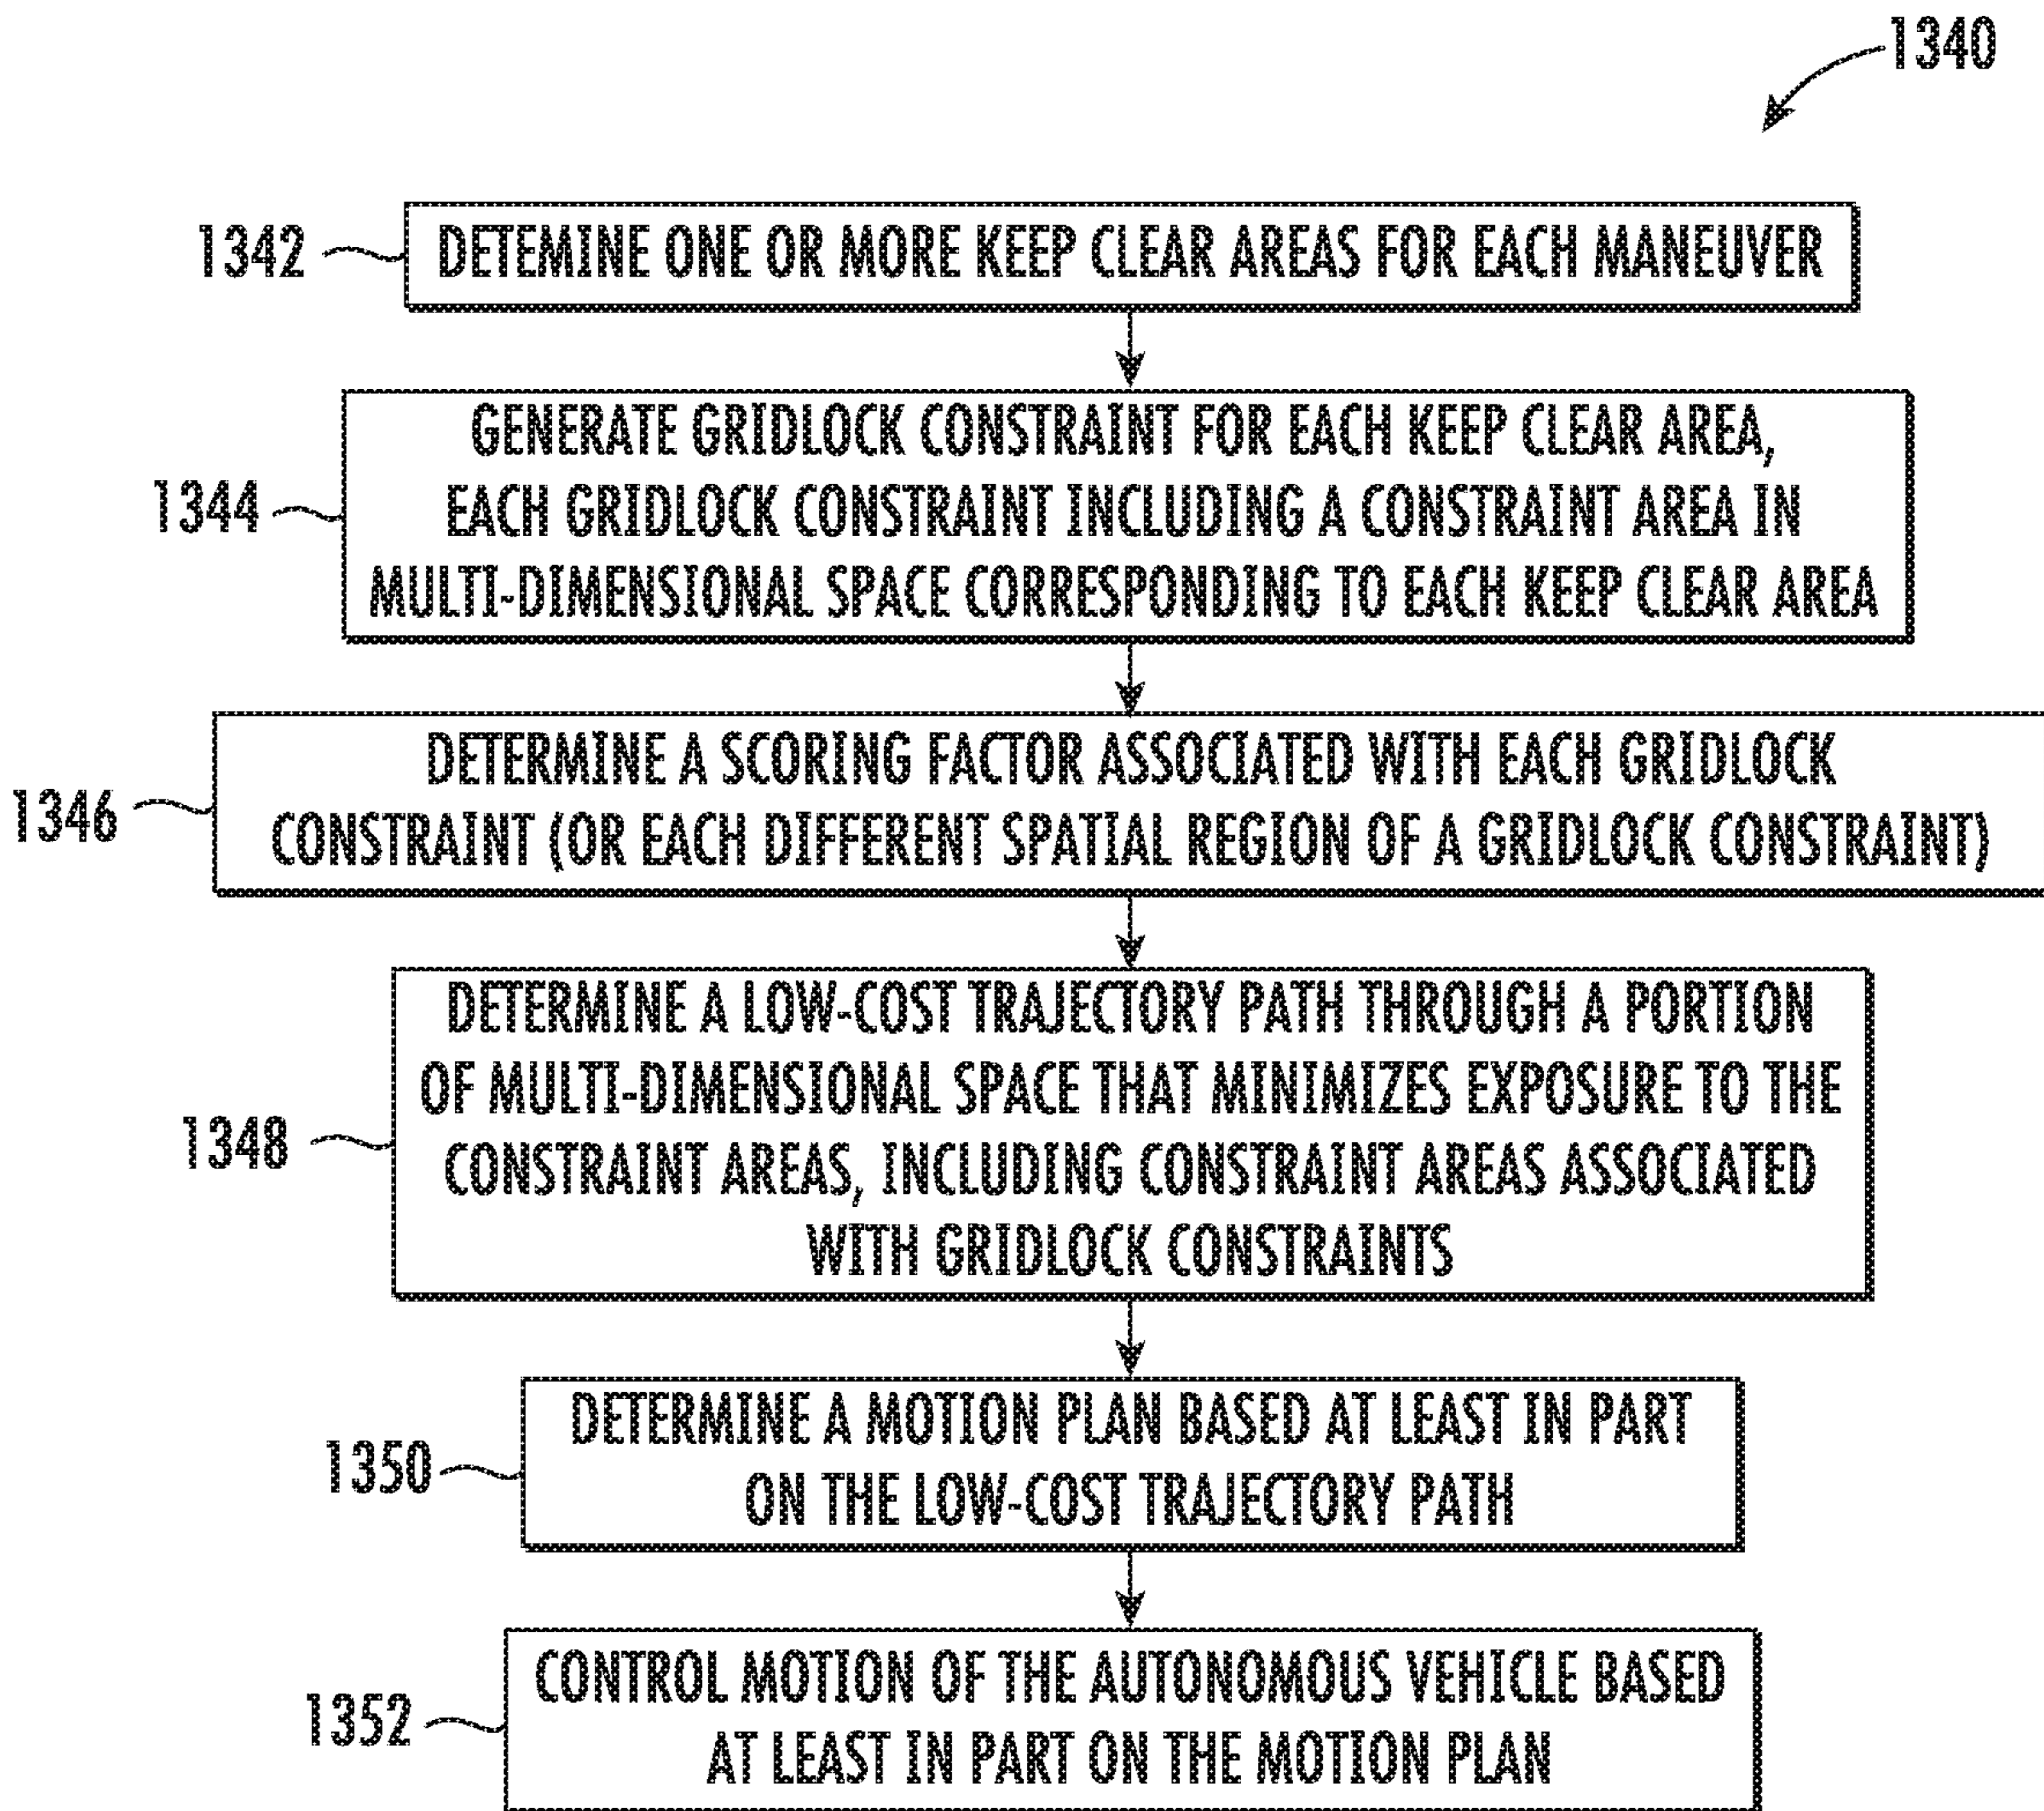 1340
1342
DETEMINE ONE OR MORE KEEP CLEAR AREAS FOR EACH MANEUVER
GENERATE GRIDLOCK CONSTRAINT FOR EACH KEEP CLEAR AREA,
1344
EACH GRIDLOCK CONSTRAINT INCLUDING A CONSTRAINT AREA IN
MULTI-DIMENSIONAL SPACE CORRESPONDING TO EACH KEEP CLEAR AREA
1346
DETERMINE A SCORING FACTOR ASSOCIATED WITH EACH GRIDLOCK
CONSTRAINT (OR EACH DIFFERENT SPATIAL REGION OF A GRIDLOCK CONSTRAINT)
1348
DETERMINE A LOW-COST TRAJECTORY PATH THROUGH A PORTION
OF MULTI-DIMENSIONAL SPACE THAT MINIMIZES EXPOSURE TO THE
CONSTRAINT AREAS, INCLUDING CONSTRAINT AREAS ASSOCIATED
WITH GRIDLOCK CONSTRAINTS
1350
DETERMINE A MOTION PLAN BASED AT LEAST IN PART
ON THE LOW-COST TRAJECTORY PATH
1352
CONTROL MOTION OF THE AUTONOMOUS VEHICLE BASED
AT LEAST IN PART ON THE MOTION PLAN